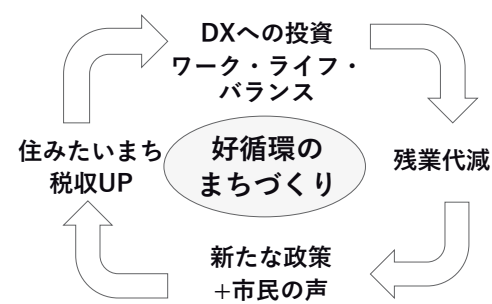 DXへの投資
ワーク・ライフ・
バランス
残業代減
新たな政策
+市民の声
住みたいまち
税収UP
好循環の
まちづくり